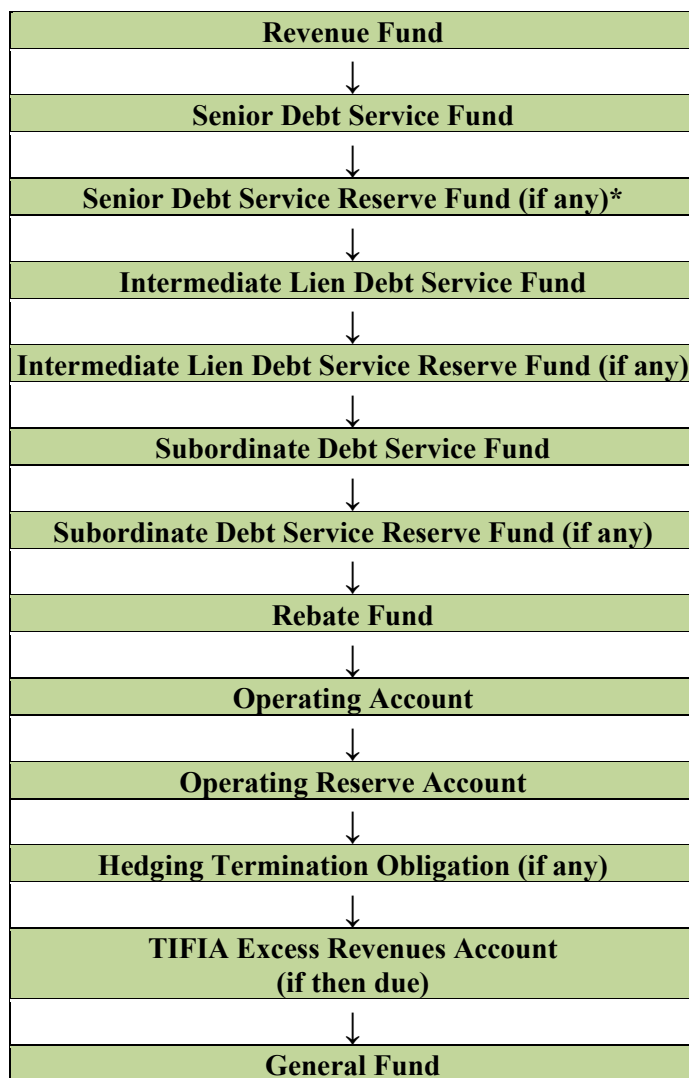 Revenue Fund
↓
Senior Debt Service Fund
↓
Senior Debt Service Reserve Fund (if any)*
↓
Intermediate Lien Debt Service Fund
↓
Intermediate Lien Debt Service Reserve Fund (if any)
↓
Subordinate Debt Service Fund
↓
Subordinate Debt Service Reserve Fund (if any)
↓
Rebate Fund
↓
Operating Account
↓
Operating Reserve Account
↓
Hedging Termination Obligation (if any)
↓
TIFIA Excess Revenues Account
(if then due)
↓
General Fund